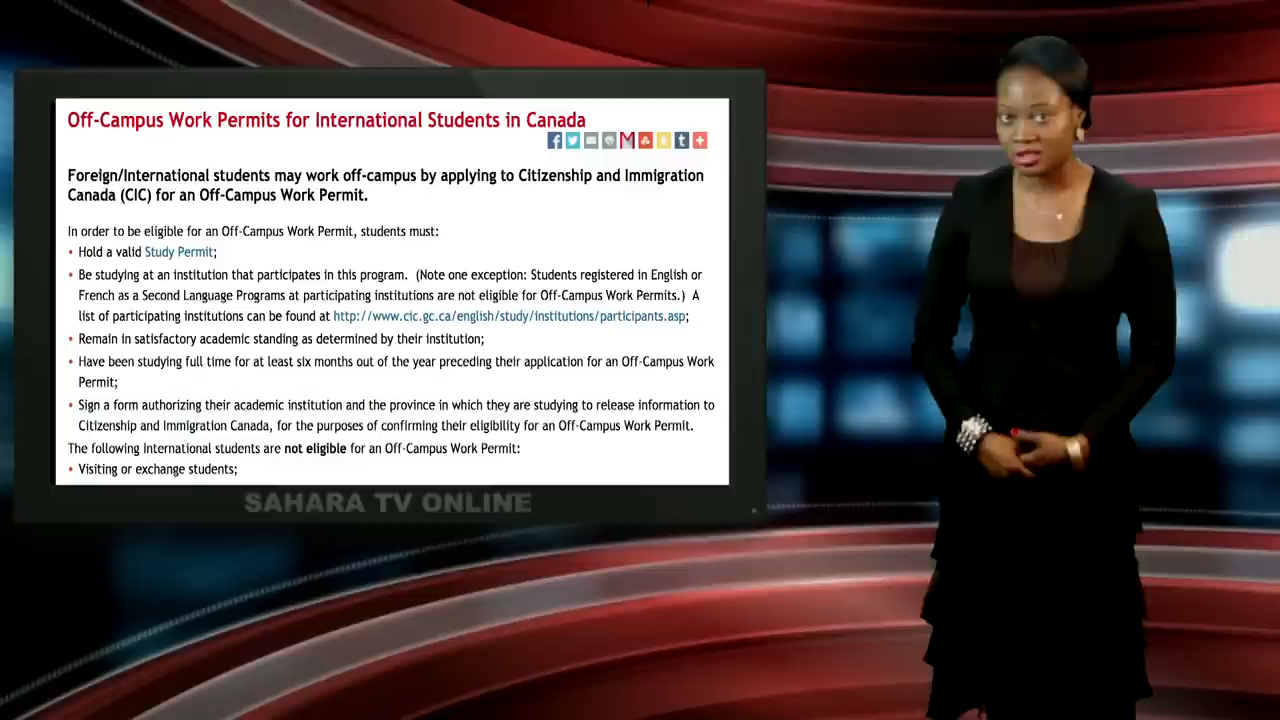 Off-Campus Work Permits for International Students in Canada
Foreign/International students may work off-campus by applying to Citizenship and Immigration
Canada (CIC) for an Off-Campus Work Permit.
In order to be eligible for an Off-Campus Work Permit, students must:
• Hold a valid Study Permit;
• Be studying at an institution that participates in this program. (Note one exception: Students registered in English or
French as a Second Language Programs at participating institutions are not eligible for Off-Campus Work Permits.) A
list of participating institutions can be found at http://www.cic.gc.ca/english/study/institutions/participants.asp;
• Remain in satisfactory academic standing as determined by their institution;
• Have been studying full time for at least six months out of the year preceding their application for an Off-Campus Work
Permit;
• Sign a form authorizing their academic institution and the province in which they are studying to release information to
Citizenship and Immigration Canada, for the purposes of confirming their eligibility for an Off-Campus Work Permit.
The following International students are not eligible for an Off-Campus Work Permit:
• Visiting or exchange students;
SAHARA TV ONLINE